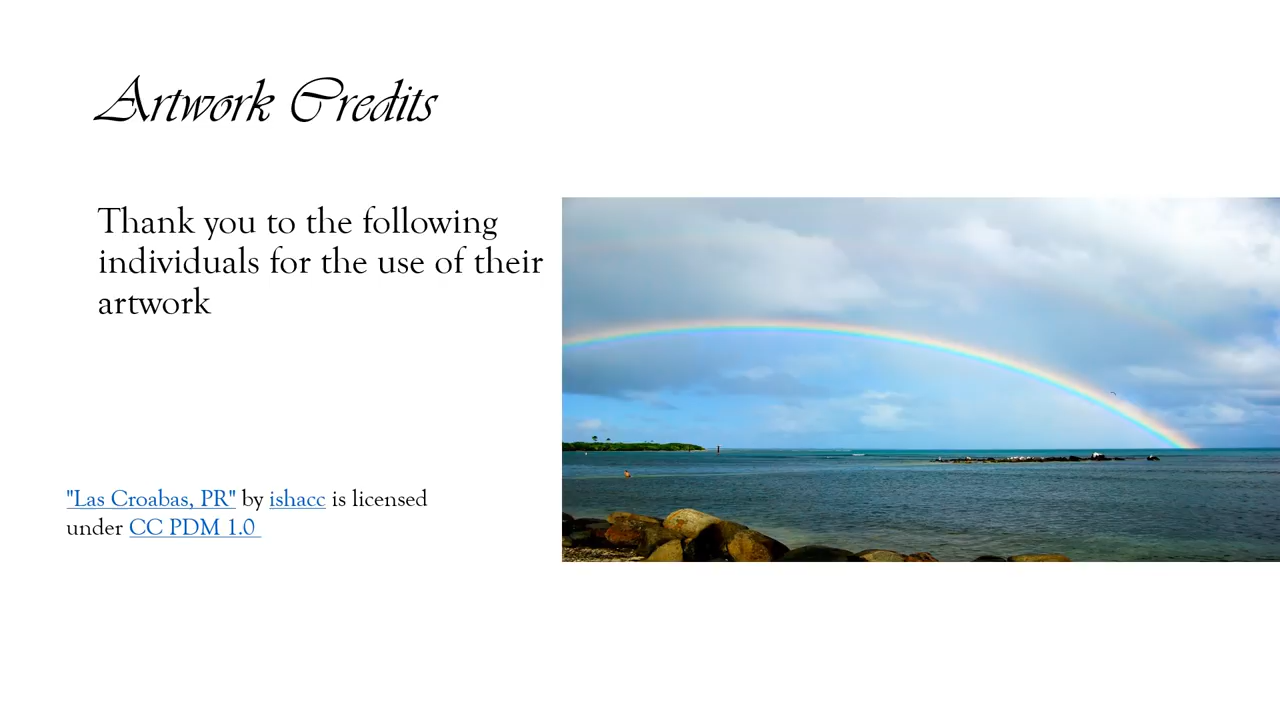 Artwork Credits
Thank you to the following
individuals for the use of their
artwork
"Las Croabas, PR" by ishacc is licensed
under CC PDM 1.0